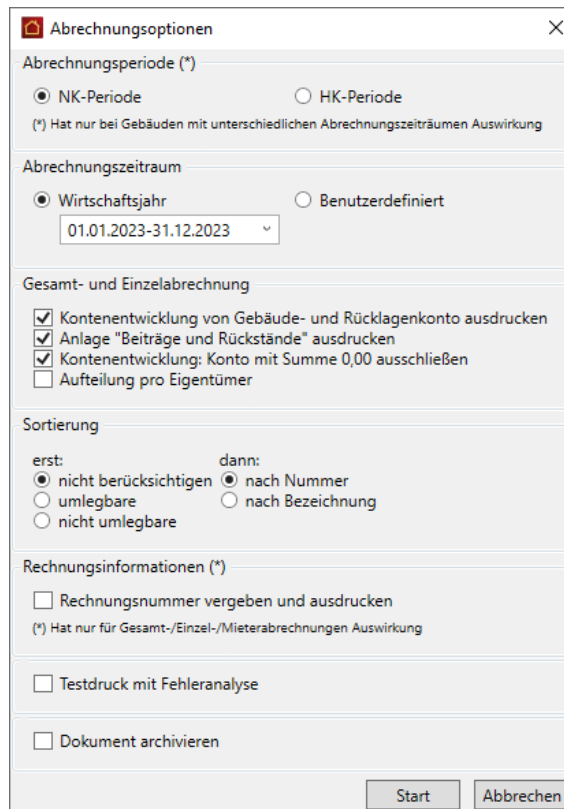 Abrechnungsoptionen
Abrechnungsperiode (*)
NK-Periode HK-Periode
(*) Hat nur bei Gebäuden mit unterschiedlichen Abrechnungszeiträumen Auswirkung
Abrechnungszeitraum
Wirtschaftsjahr Benutzerdefiniert
01.01.2023-31.12.2023
Gesamt- und Einzelabrechnung
Kontenentwicklung von Gebäude- und Rücklagenkonto ausdrucken
Anlage "Beiträge und Rückstände" ausdrucken
Kontenentwicklung: Konto mit Summe 0,00 ausschließen
Aufteilung pro Eigentümer
Sortierung
erst: dann:
nicht berücksichtigen nach Nummer
umlegbare nach Bezeichnung
nicht umlegbare
Rechnungsinformationen (*)
Rechnungsnummer vergeben und ausdrucken
(*) Hat nur für Gesamt-/Einzel-/Mieterabrechnungen Auswirkung
Testdruck mit Fehleranalyse
Dokument archivieren
Start Abbrechen